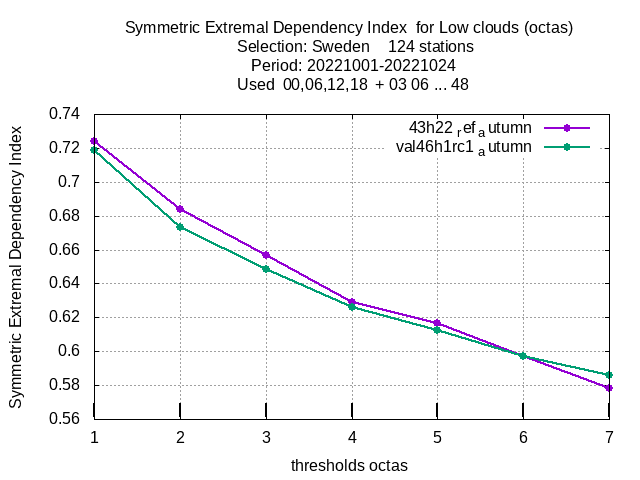 Symmetric Extremal Dependency Index  for Low clouds (octas)
Selection: Sweden    124 stations
Period: 20221001-20221024
Used  00,06,12,18  + 03 06 ... 48
43h22 ref autumn
val46h1rc1 autumn
Symmetric Extremal Dependency Index
0.74
0.72
0.7
0.68
0.66
0.64
0.62
0.6
0.58
0.56
1 2 3 4 5 6 7
thresholds octas